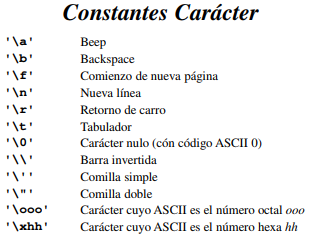 Constantes Carácter
'\a' Beep
'\b' Backspace
'\f' Comienzo de nueva página
'\n' Nueva línea
'\r' Retorno de carro
'\t' Tabulador
'\0' Carácter nulo (cón código ASCII 0)
'\\' Barra invertida
'\'' Comilla simple
'\"' Comilla doble
'\ooo' Carácter cuyo ASCII es el número octal ooo
'\xhh' Carácter cuyo ASCII es el número hexa hh